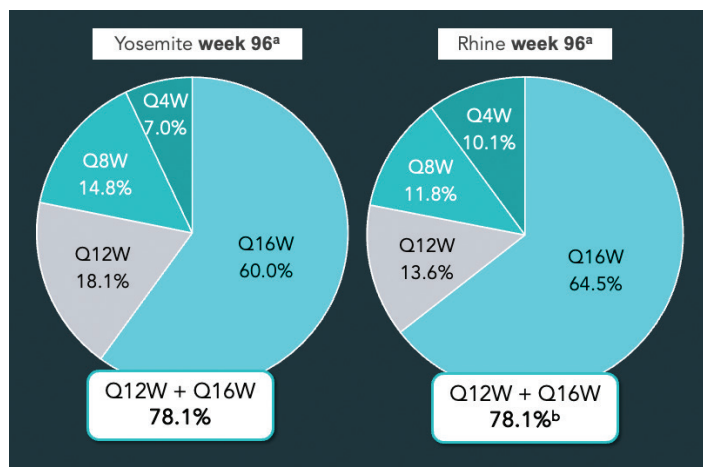 Yosemite week 96ᵃ
Q4W
7.0%
Q8W
14.8%
Q12W
18.1%
Q16W
60.0%
Q12W + Q16W
78.1%
Rhine week 96ᵃ
Q4W
10.1%
Q8W
11.8%
Q12W
13.6%
Q16W
64.5%
Q12W + Q16W
78.1%ᵇ